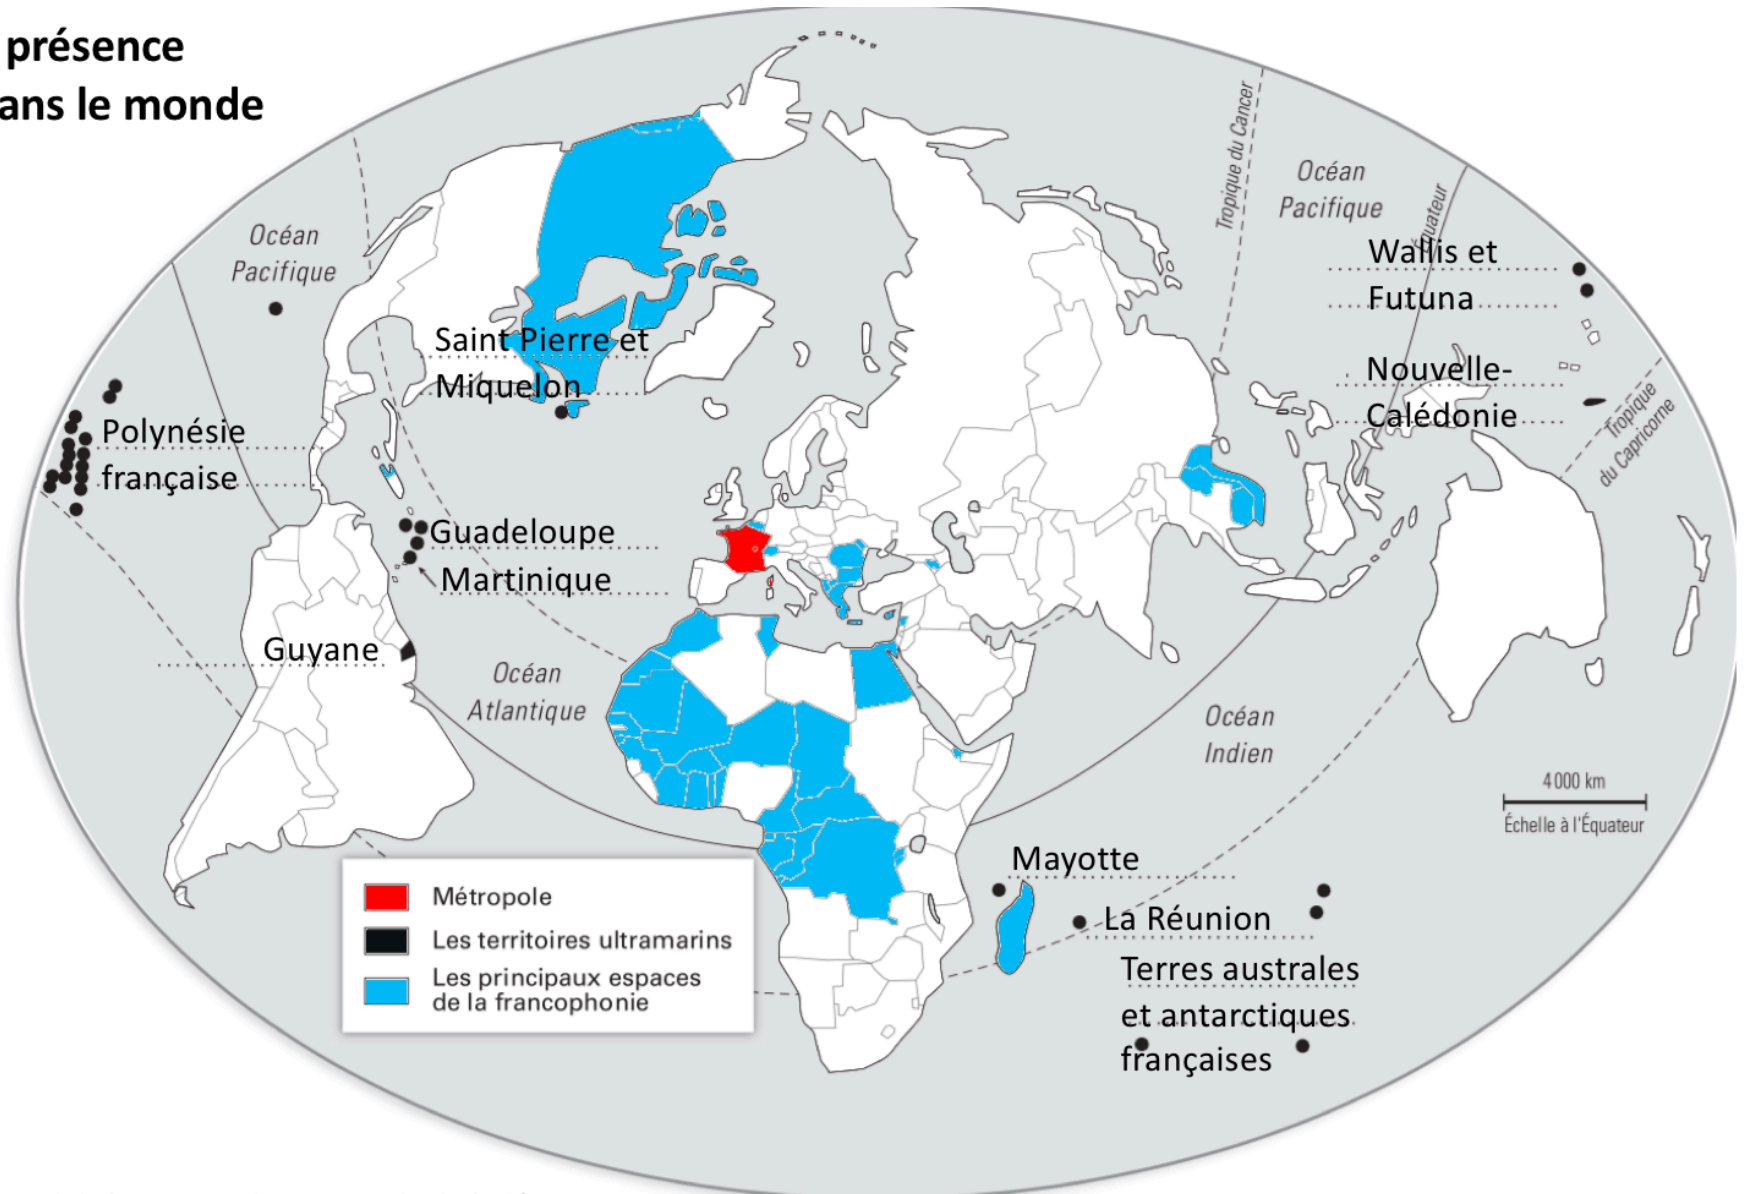 présence
ans le monde
Océan
Pacifique
Tropique du Cancer
Océan
Pacifique
Équateur
Wallis et
Futuna
Saint Pierre et
Miquelon
Nouvelle-
Calédonie
Tropique
du Capricorne
Polynésie
française
Guadeloupe
Martinique
Guyane
Océan
Atlantique
Océan
Indien
4 000 km
Échelle à l'Équateur
Mayotte
La Réunion
Terres australes
et antarctiques
françaises
Métropole
Les territoires ultramarins
Les principaux espaces
de la francophonie